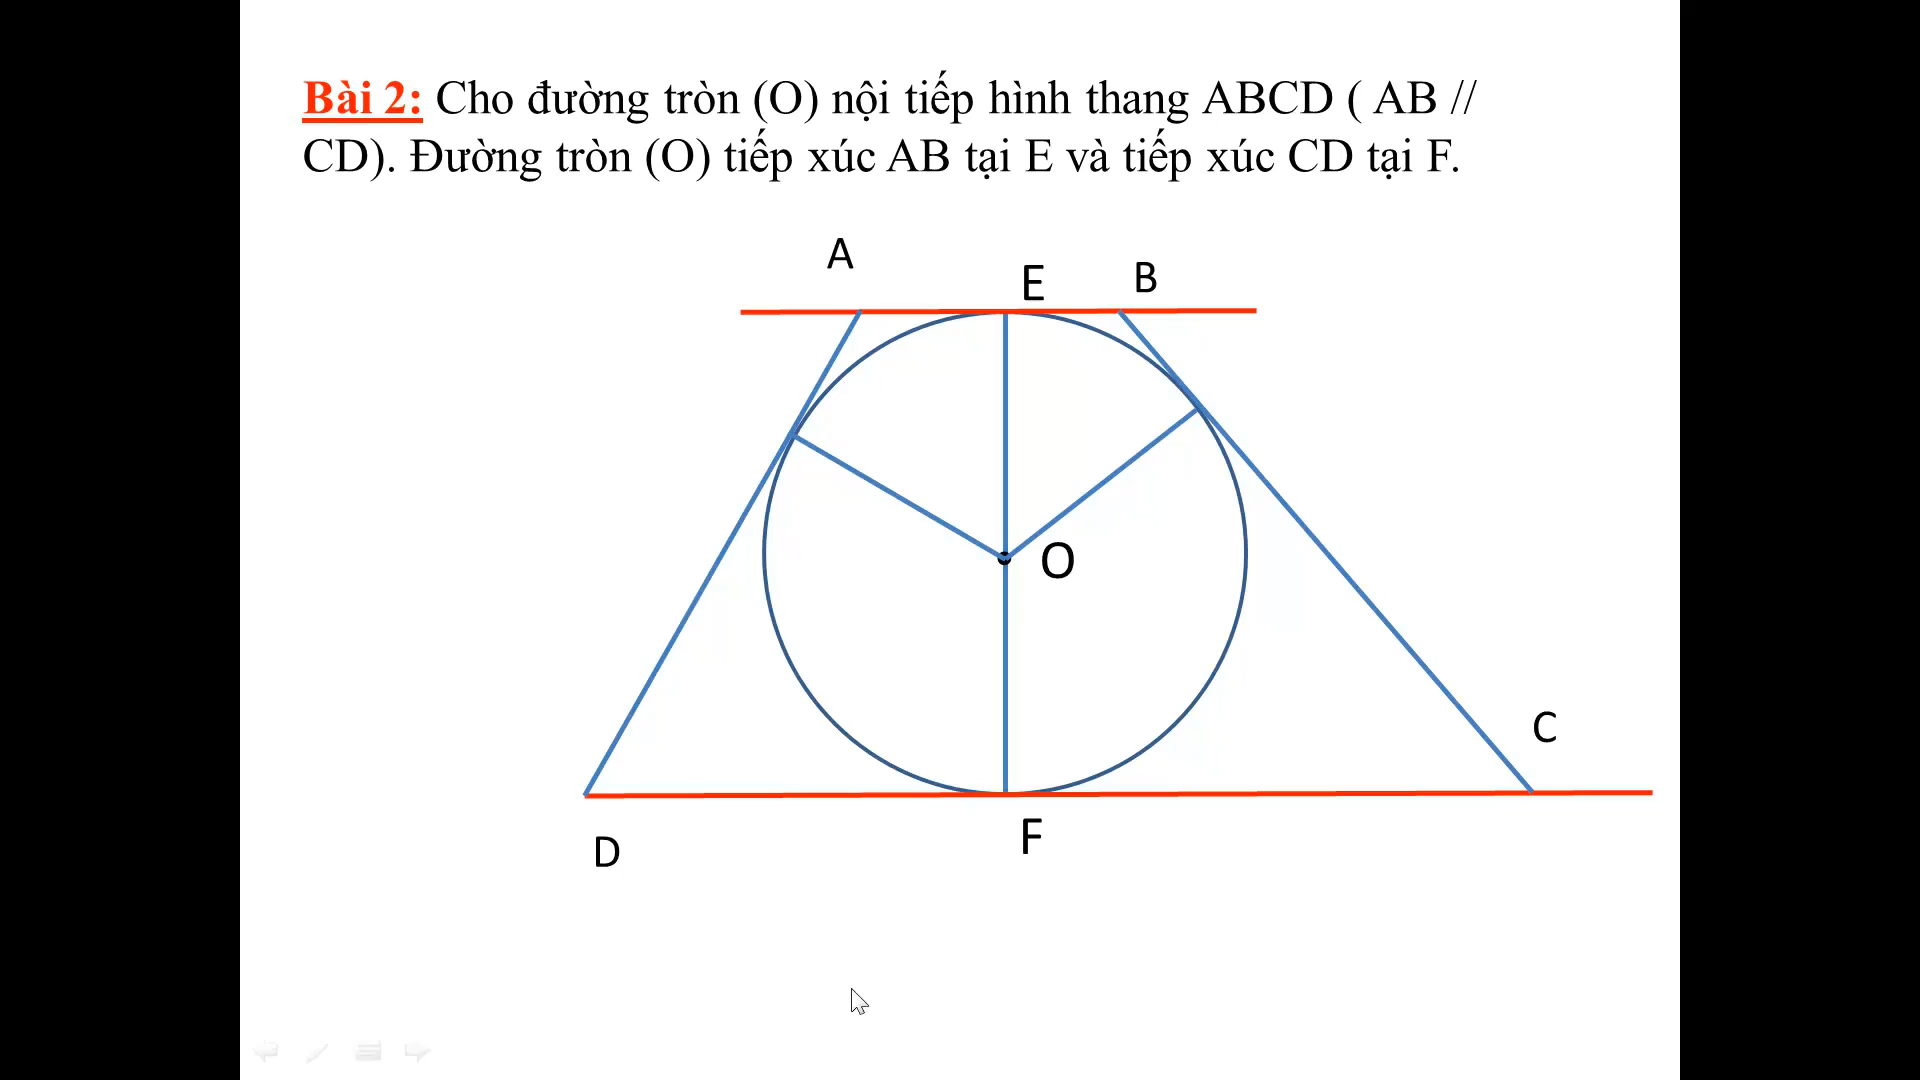 Bài 2: Cho đường tròn (O) nội tiếp hình thang ABCD ( AB //
CD). Đường tròn (O) tiếp xúc AB tại E và tiếp xúc CD tại F.
A
E
B
O
C
D
F